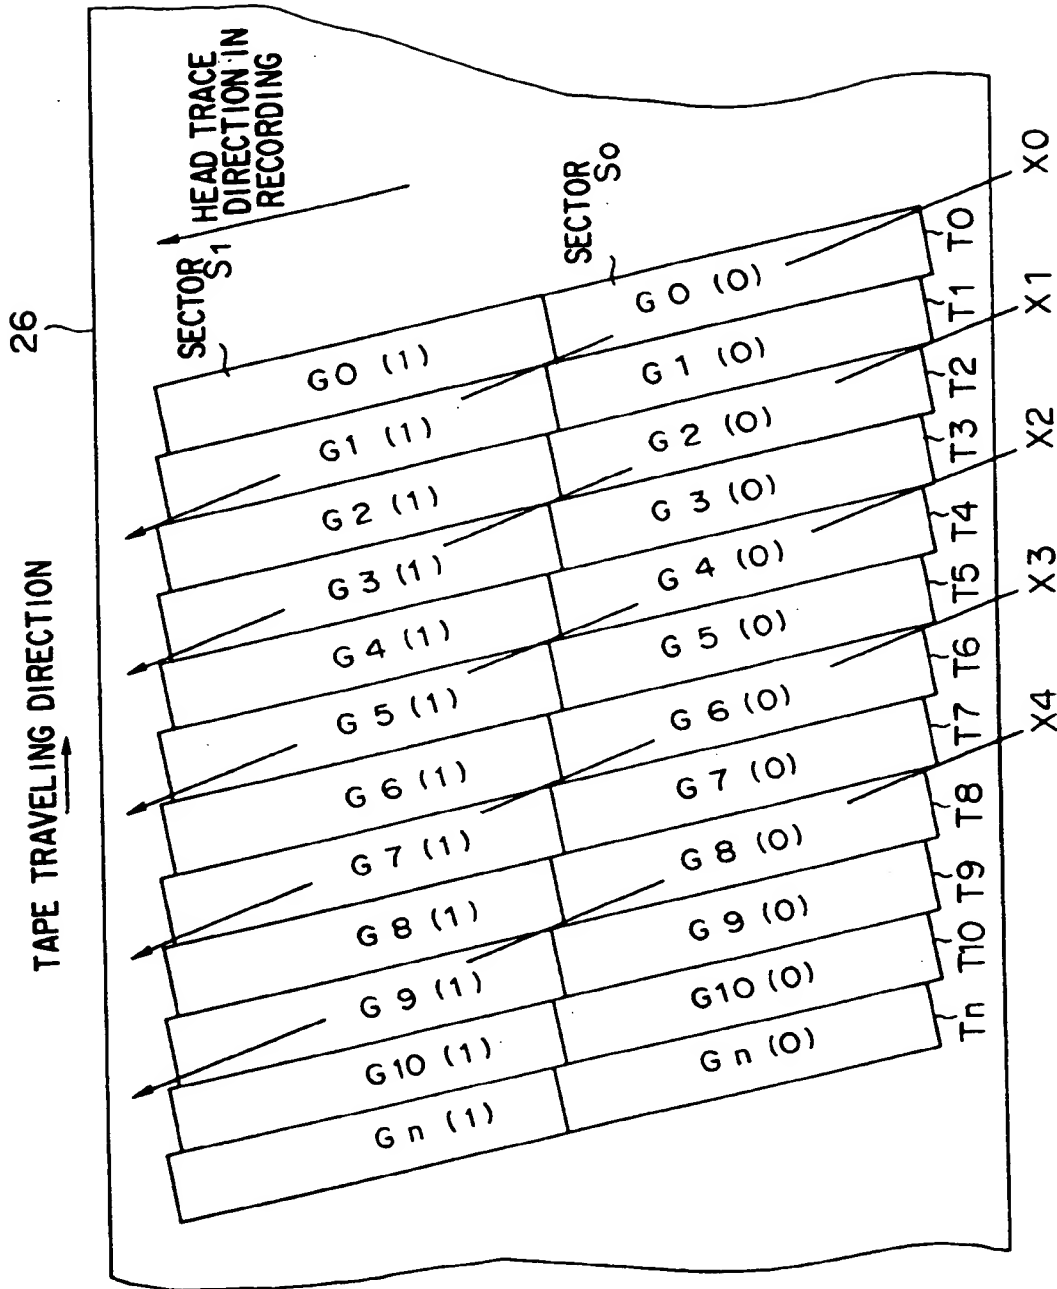 TAPE TRAVELING DIRECTION
26
SECTOR
S1
HEAD TRACE
DIRECTION IN
RECORDING
SECTOR
S0
G0 (1)
G0 (0)
G1 (1)
G1 (0)
G2 (1)
G2 (0)
G3 (1)
G3 (0)
G4 (1)
G4 (0)
G5 (1)
G5 (0)
G6 (1)
G6 (0)
G7 (1)
G7 (0)
G8 (1)
G8 (0)
G9 (1)
G9 (0)
G10 (1)
G10 (0)
Gn (1)
Gn (0)
T0
T1
T2
T3
T4
T5
T6
T7
T8
T9
T10
Tn
X0
X1
X2
X3
X4